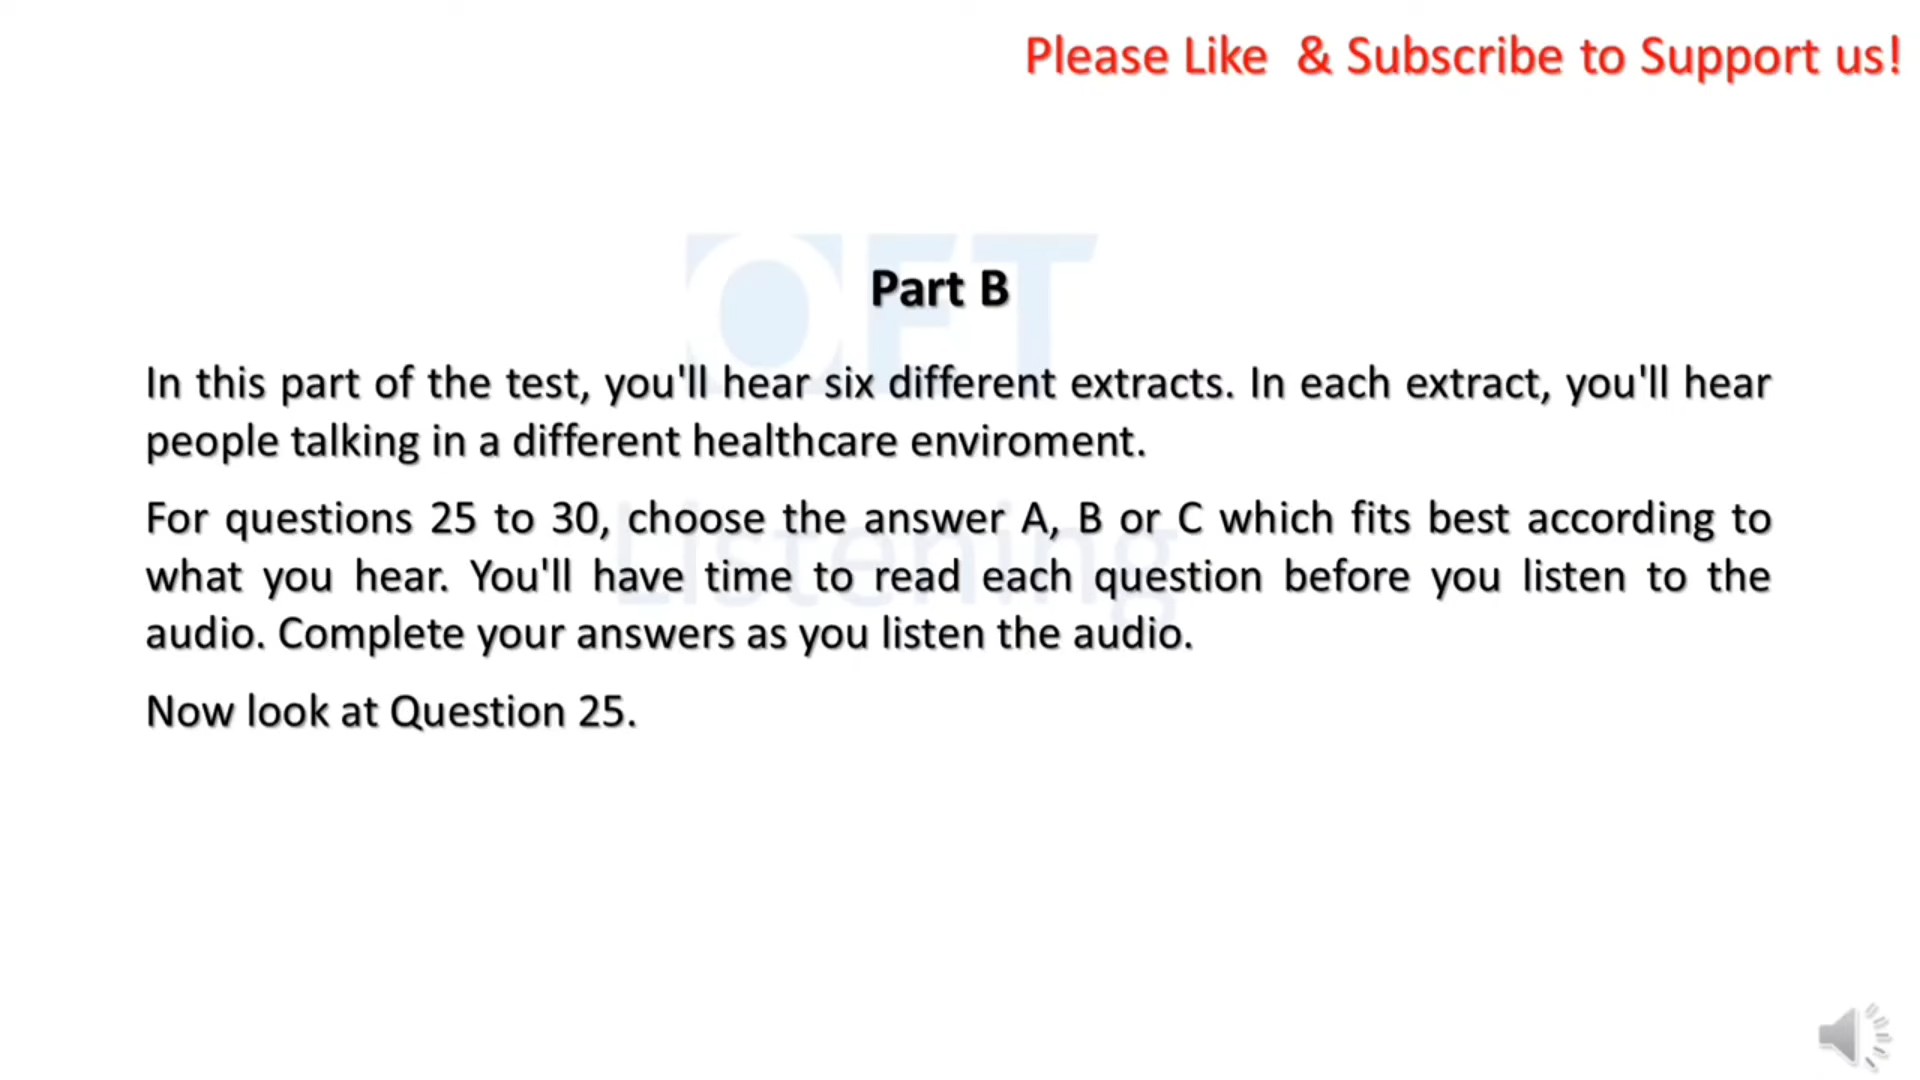 Please Like & Subscribe to Support us!
OET
Part B
In this part of the test, you'll hear six different extracts. In each extract, you'll hear
people talking in a different healthcare enviroment.
For questions 25 to 30, choose the answer A, B or C which fits best according to
what you hear. You'll have time to read each question before you listen to the
audio. Complete your answers as you listen the audio.
Listening
Now look at Question 25.